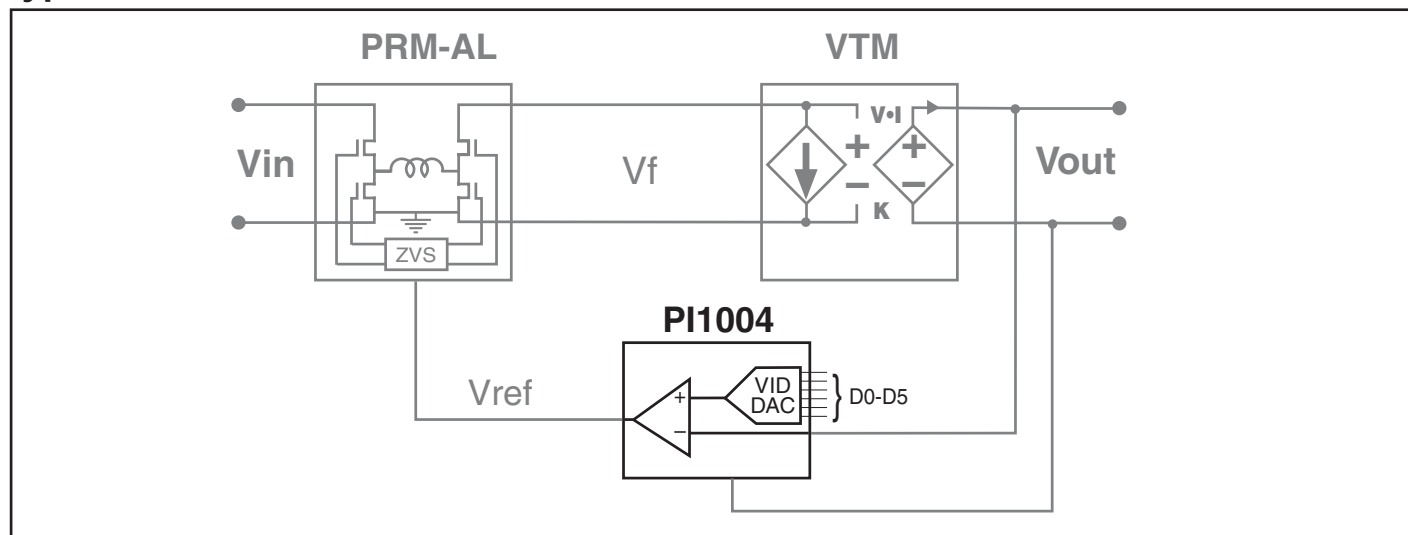 PRM-AL
VTM
V•I
+
+
Vin
Vf
Vout
−
−
K
ZVS
PI1004
VID
DAC
D0-D5
Vref
+
−